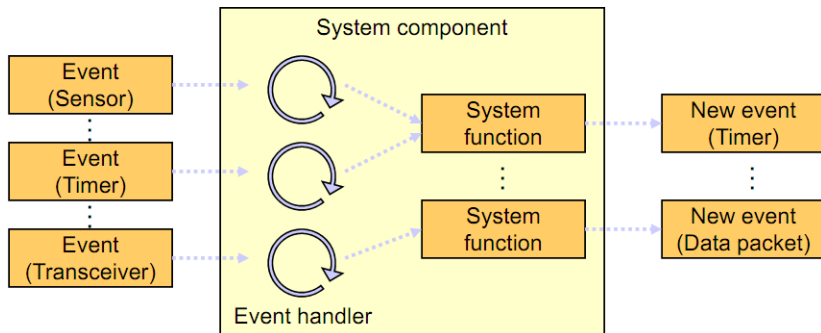 System component
Event
(Sensor)
Event
(Timer)
Event
(Transceiver)
Event handler
System
function
System
function
New event
(Timer)
New event
(Data packet)